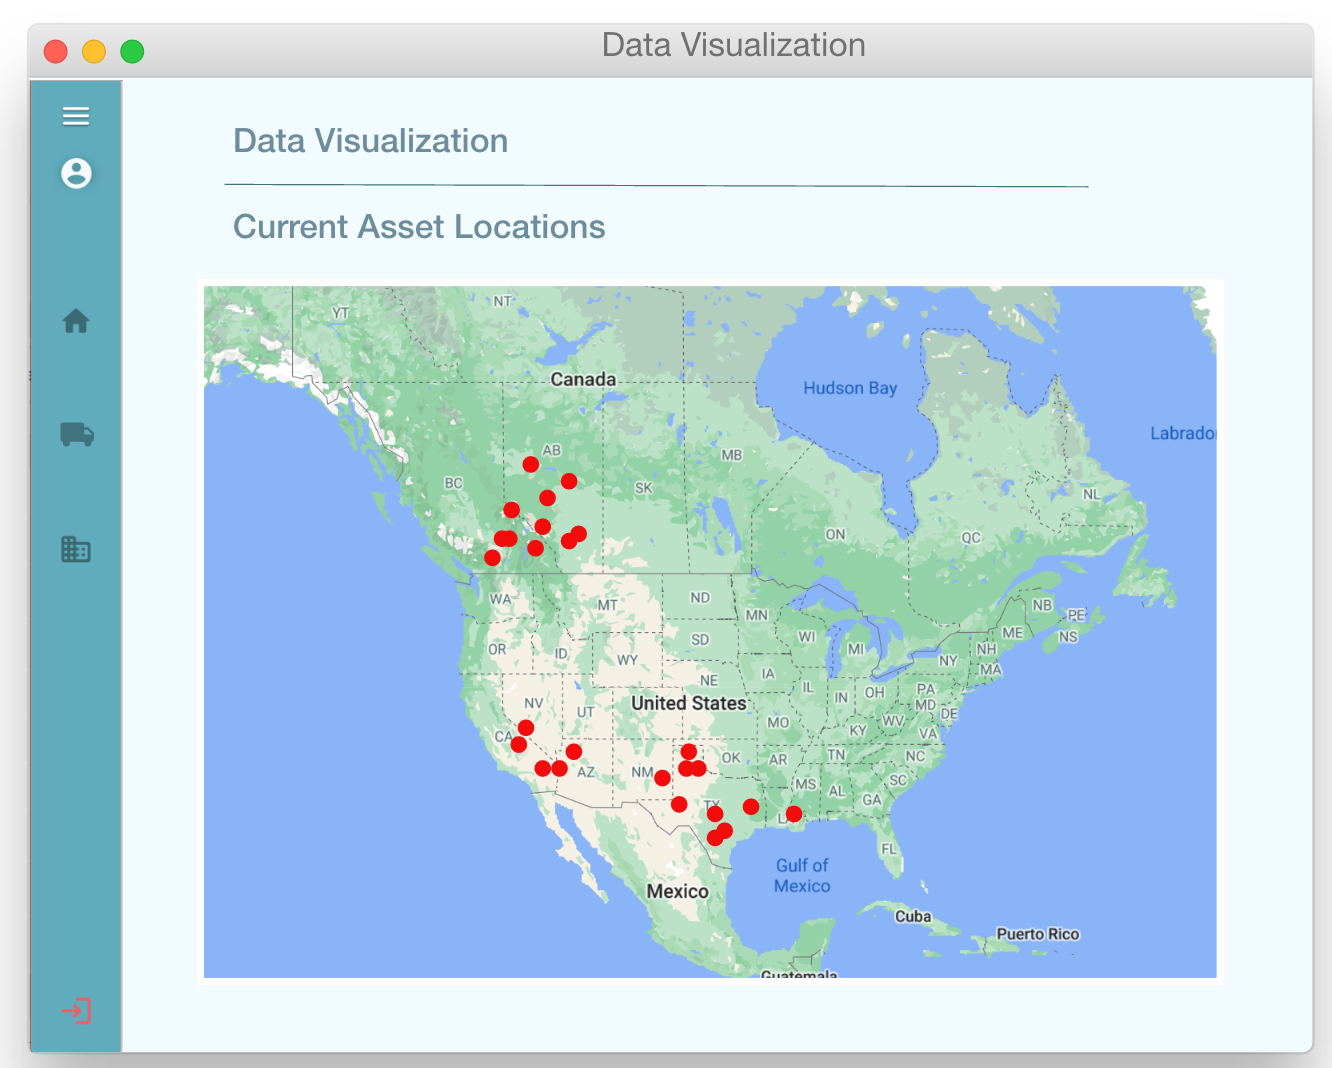 Data Visualization
Data Visualization
Current Asset Locations
YT
NT
Canada
Hudson Bay
Labrado
AB
MB
BC
SK
NL
ON
QC
WA
MT
ND
MN
NB
PE
OR
ID
SD
WI
MI
ME
NS
WY
NY
NH
MA
NE
IA
IL
IN
OH
PA
NV
UT
United States
MO
KY
WV
MD
DE
VA
CA
AZ
NM
OK
AR
TN
NC
MS
AL
SC
GA
TX
LA
FL
Gulf of
Mexico
Mexico
Cuba
Puerto Rico
Guatemala